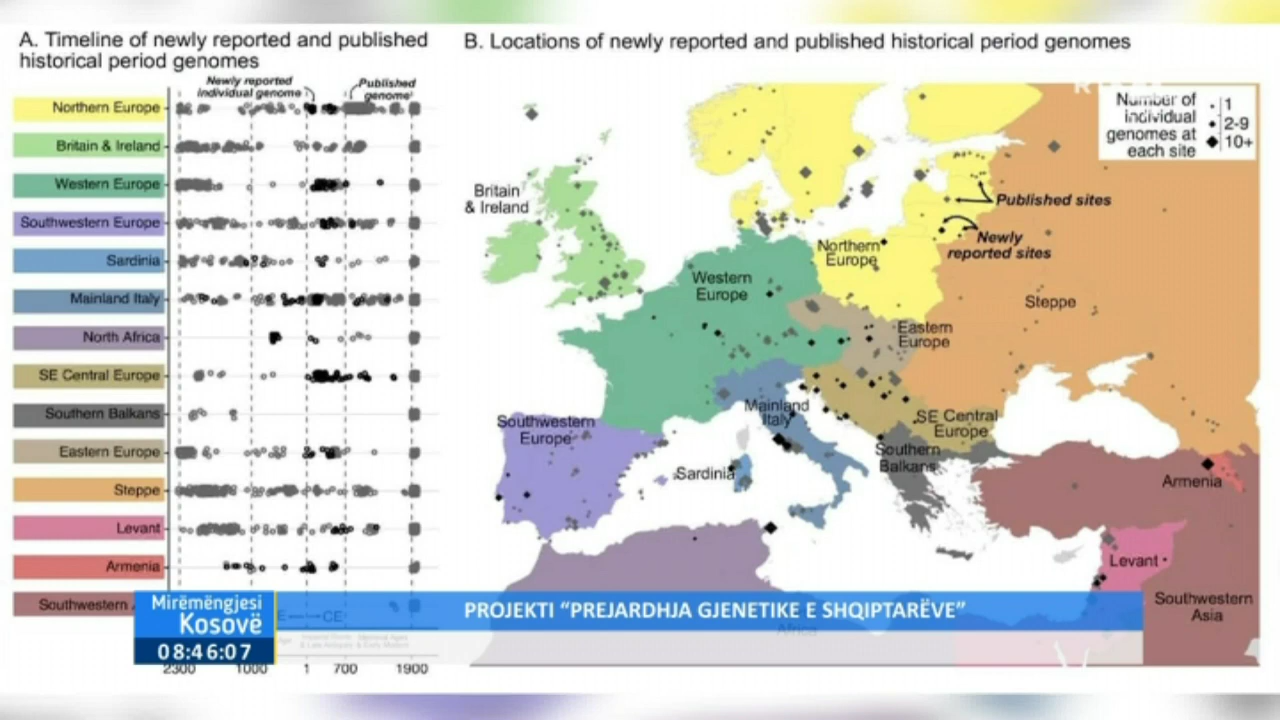 A. Timeline of newly reported and published
historical period genomes
Newly reported
individual genome
Published
genome
Northern Europe
Britain & Ireland
Western Europe
Southwestern Europe
Sardinia
Mainland Italy
North Africa
SE Central Europe
Southern Balkans
Eastern Europe
Steppe
Levant
Armenia
Southwestern
CE
2300
1000
1
700
1900
B. Locations of newly reported and published historical period genomes
Number of
individual
genomes at
each site
1
2-9
10+
Britain
& Ireland
Published sites
Newly
reported sites
Northern
Europe
Western
Europe
Steppe
Eastern
Europe
Mainland
Italy
SE Central
Europe
Southwestern
Europe
Southern
Balkans
Sardinia
Armenia
Levant
Southwestern
Asia
Africa
Mirëmëngjesi
Kosovë
08:46:07
PROJEKTI “PREJARDHJA GJENETIKE E SHQIPTARËVE”